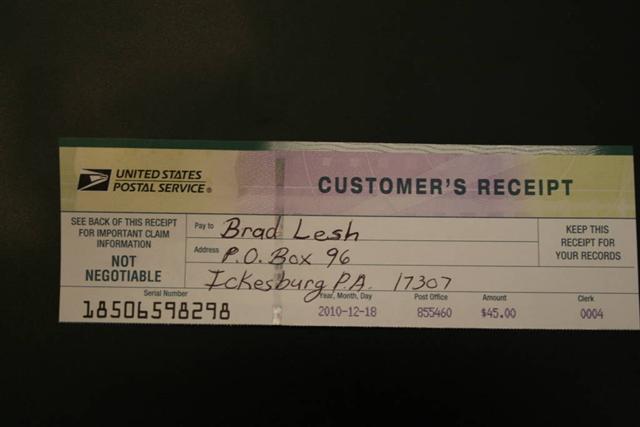 UNITED STATES
POSTAL SERVICE®
CUSTOMER'S RECEIPT
SEE BACK OF THIS RECEIPT
FOR IMPORTANT CLAIM
INFORMATION
NOT
NEGOTIABLE
Pay to Brad Lesh
Address P.O. Box 96
Ickesburg P.A. 17307
KEEP THIS
RECEIPT FOR
YOUR RECORDS
Serial Number Year, Month, Day Post Office Amount Clerk
18506598298 2010-12-18 855460 $45.00 0004